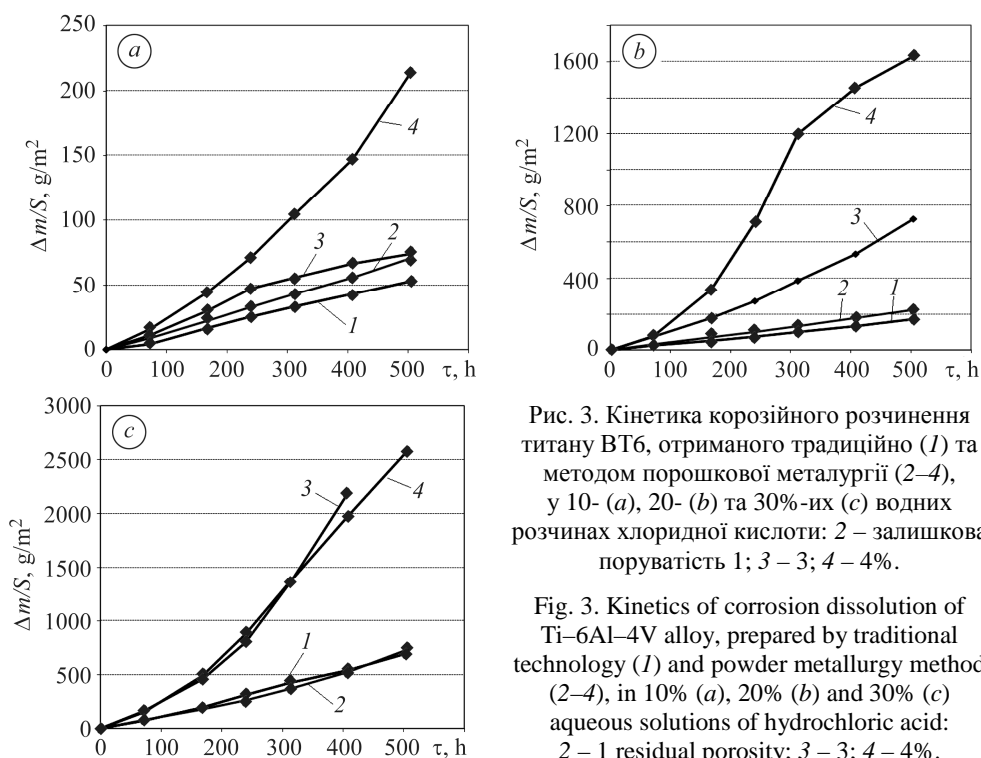 250
200
150
100
50
0
Δm/S, g/m²
a
4
3
2
1
0
100
200
300
400
500
τ, h
1600
1200
800
400
0
Δm/S, g/m²
b
4
3
2
1
0
100
200
300
400
500
τ, h
3000
2500
2000
1500
1000
500
0
Δm/S, g/m²
c
3
4
1
2
0
100
200
300
400
500
τ, h
Рис. 3. Кінетика корозійного розчинення
титану ВТ6, отриманого традиційно (1) та
методом порошкової металургії (2–4),
у 10- (a), 20- (b) та 30%-их (c) водних
розчинах хлоридної кислоти: 2 – залишкова
поруватість 1; 3 – 3; 4 – 4%.
Fig. 3. Kinetics of corrosion dissolution of
Ti–6Al–4V alloy, prepared by traditional
technology (1) and powder metallurgy method
(2–4), in 10% (a), 20% (b) and 30% (c)
aqueous solutions of hydrochloric acid:
2 – 1 residual porosity; 3 – 3; 4 – 4%.